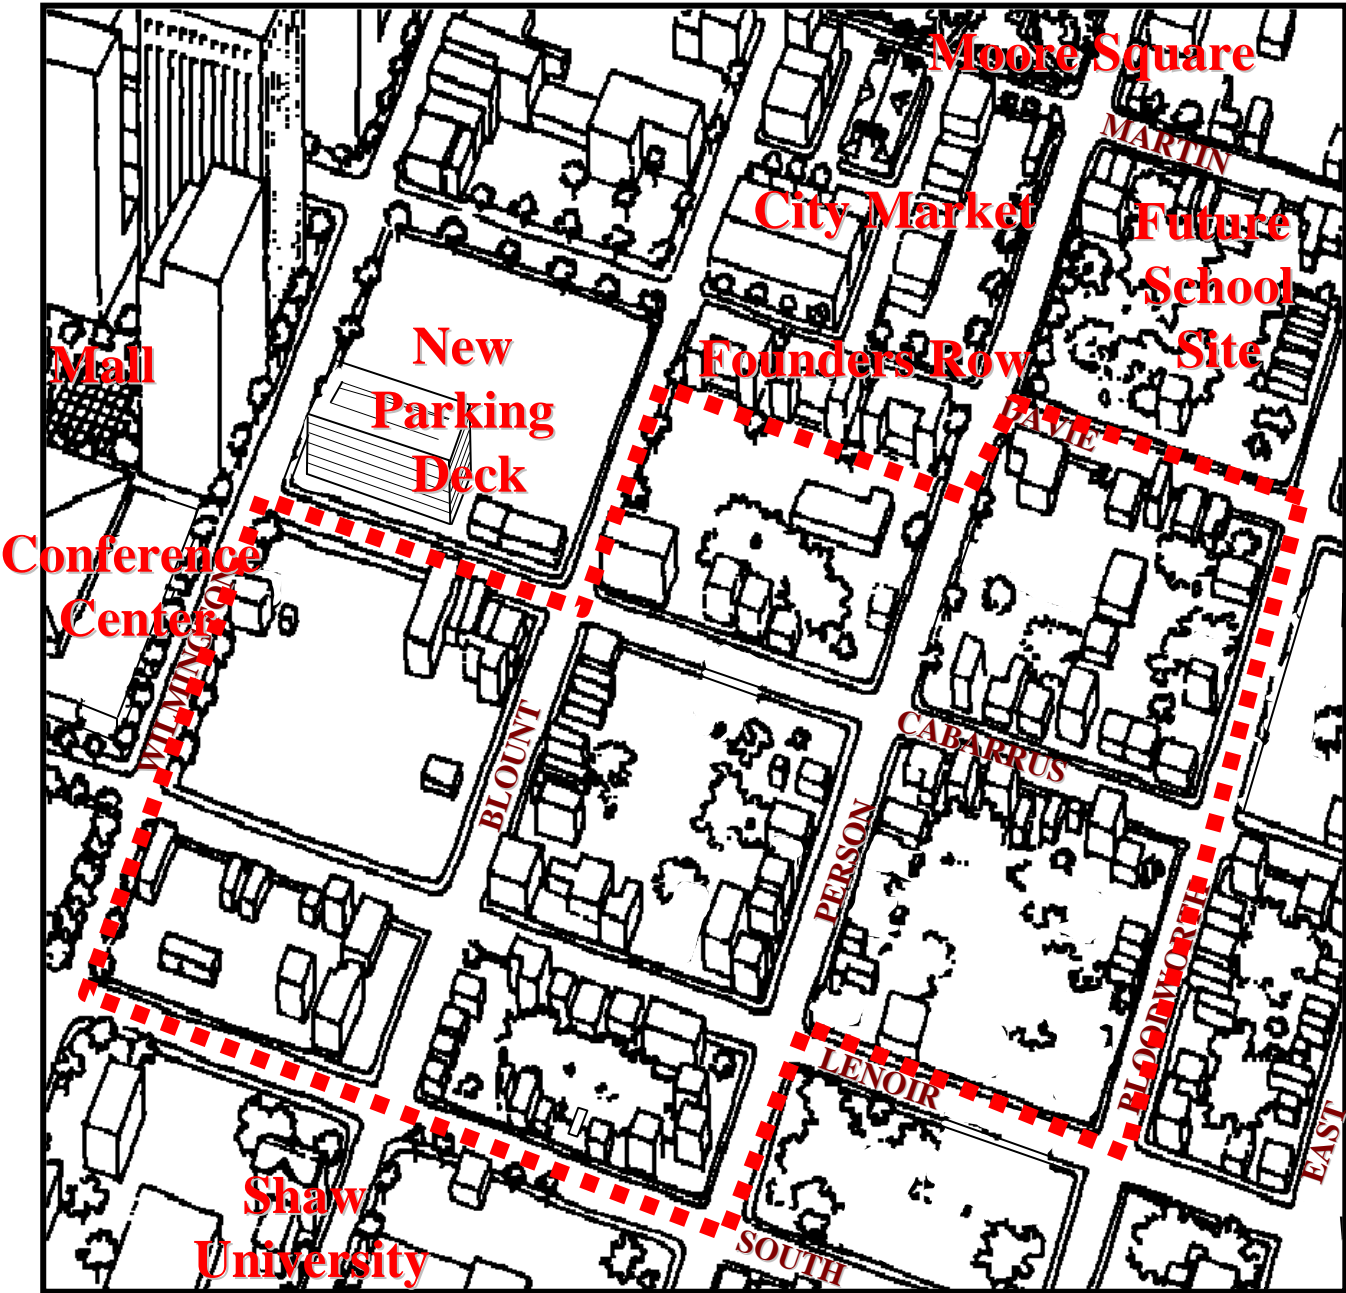 Moore Square
MARTIN
City Market
Future
School
Site
New
Parking
Deck
Mall
Founders Row
DAVIE
Conference
Center
WILMINGTON
BLOUNT
CABARRUS
PERSON
BLOODWORTH
LENOIR
EAST
Shaw
University
SOUTH